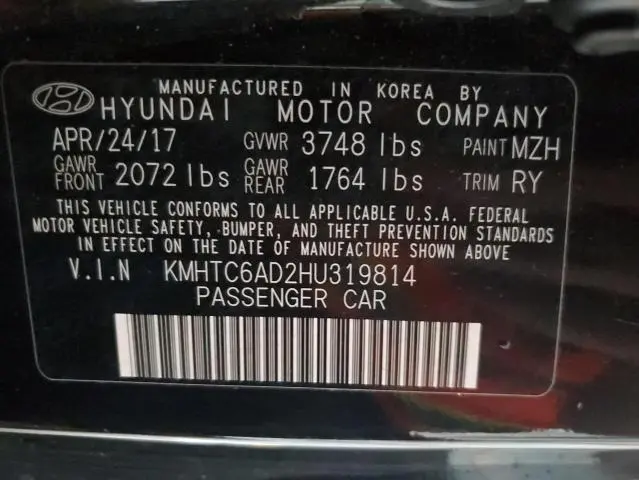 MANUFACTURED IN KOREA BY
HYUNDAI MOTOR COMPANY
APR/24/17 GVWR 3748 lbs PAINT MZH
GAWR FRONT 2072 lbs GAWR REAR 1764 lbs TRIM RY
THIS VEHICLE CONFORMS TO ALL APPLICABLE U.S.A. FEDERAL
MOTOR VEHICLE SAFETY, BUMPER, AND THEFT PREVENTION STANDARDS
IN EFFECT ON THE DATE OF MANUFACTURE SHOWN ABOVE
V.I.N KMHTC6AD2HU319814
PASSENGER CAR